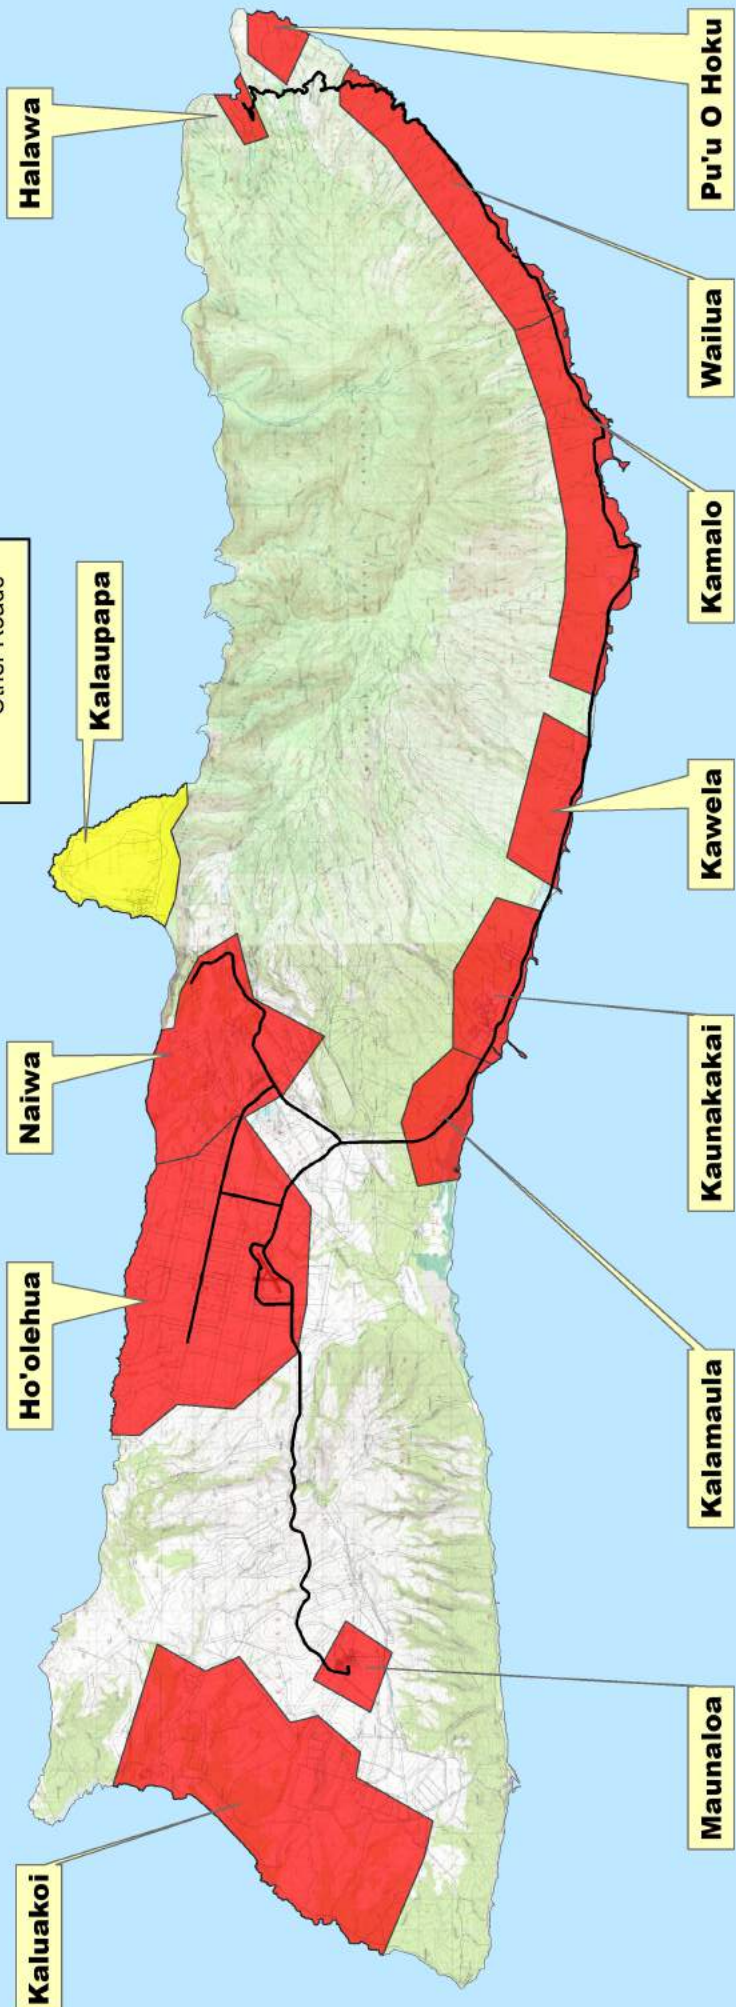 Other Roads
Kaluakoi
Ho'olehua
Naiwa
Kalaupapa
Halawa
Maunaloa
Kalamaula
Kaunakakai
Kawela
Kamalo
Wailua
Pu'u O Hoku